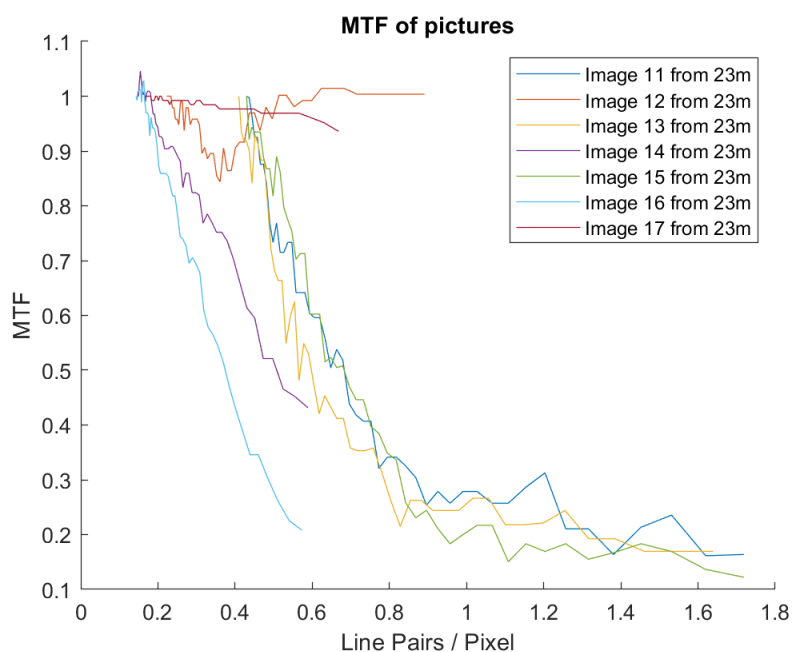 MTF of pictures
1.1
1
0.9
0.8
0.7
0.6
0.5
0.4
0.3
0.2
0.1
MTF
Image 11 from 23m
Image 12 from 23m
Image 13 from 23m
Image 14 from 23m
Image 15 from 23m
Image 16 from 23m
Image 17 from 23m
0 0.2 0.4 0.6 0.8 1 1.2 1.4 1.6 1.8
Line Pairs / Pixel